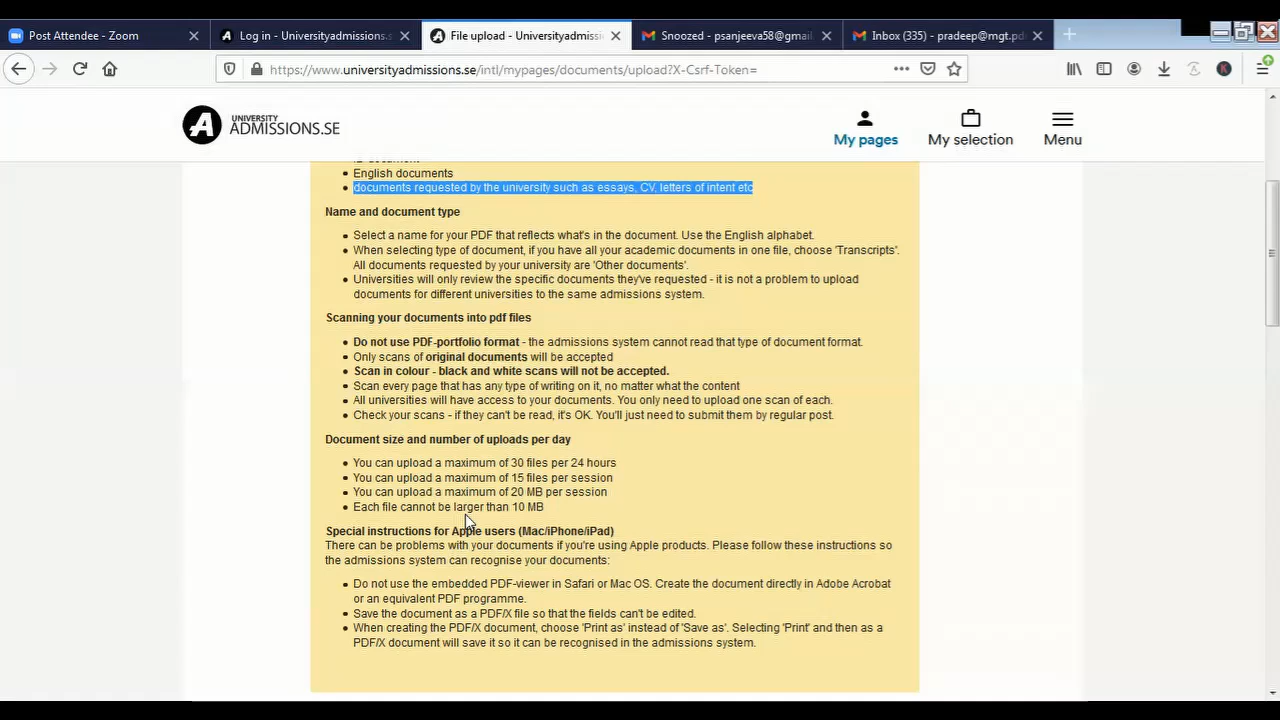 Post Attendee - Zoom
Log in - Universityadmissions.
File upload - Universityadmiss
Snoozed - psanjeeva58@gmail
Inbox (335) - pradeep@mgt.pd
https://www.universityadmissions.se/intl/mypages/documents/upload?X-Csrf-Token=
UNIVERSITY
ADMISSIONS.SE
My pages
My selection
Menu
ID document
English documents
documents requested by the university such as essays, CV, letters of intent etc
Name and document type
Select a name for your PDF that reflects what's in the document. Use the English alphabet.
When selecting type of document, if you have all your academic documents in one file, choose 'Transcripts'.
All documents requested by your university are 'Other documents'.
Universities will only review the specific documents they've requested - it is not a problem to upload
documents for different universities to the same admissions system.
Scanning your documents into pdf files
Do not use PDF-portfolio format - the admissions system cannot read that type of document format.
Only scans of original documents will be accepted
Scan in colour - black and white scans will not be accepted.
Scan every page that has any type of writing on it, no matter what the content
All universities will have access to your documents. You only need to upload one scan of each.
Check your scans - if they can't be read, it's OK. You'll just need to submit them by regular post.
Document size and number of uploads per day
You can upload a maximum of 30 files per 24 hours
You can upload a maximum of 15 files per session
You can upload a maximum of 20 MB per session
Each file cannot be larger than 10 MB
Special instructions for Apple users (Mac/iPhone/iPad)
There can be problems with your documents if you're using Apple products. Please follow these instructions so
the admissions system can recognise your documents:
Do not use the embedded PDF-viewer in Safari or Mac OS. Create the document directly in Adobe Acrobat
or an equivalent PDF programme.
Save the document as a PDF/X file so that the fields can't be edited.
When creating the PDF/X document, choose 'Print as' instead of 'Save as'. Selecting 'Print' and then as a
PDF/X document will save it so it can be recognised in the admissions system.